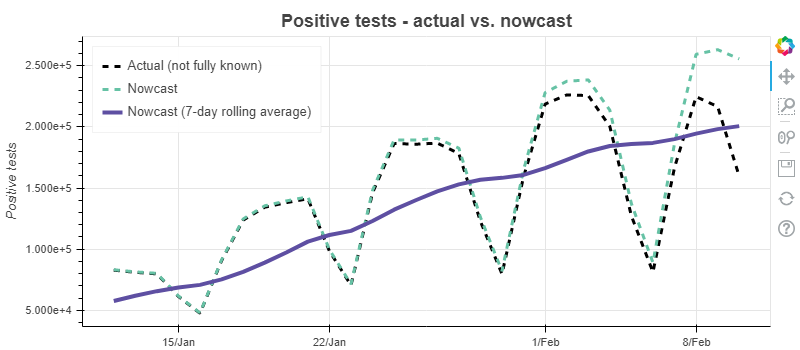 Positive tests - actual vs. nowcast
Actual (not fully known)
Nowcast
Nowcast (7-day rolling average)
Positive tests
2.500e+5
2.000e+5
1.500e+5
1.000e+5
5.000e+4
15/Jan
22/Jan
1/Feb
8/Feb